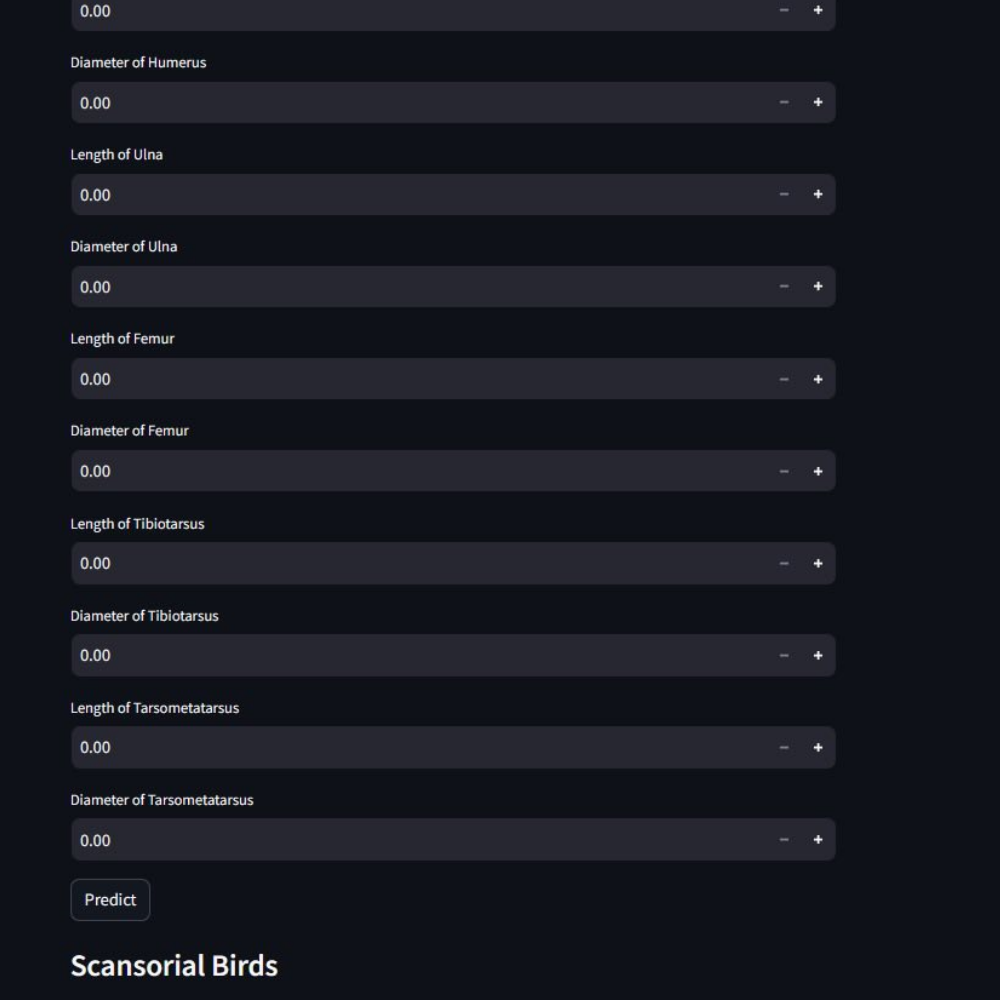 0.00
Diameter of Humerus
0.00
Length of Ulna
0.00
Diameter of Ulna
0.00
Length of Femur
0.00
Diameter of Femur
0.00
Length of Tibiotarsus
0.00
Diameter of Tibiotarsus
0.00
Length of Tarsometatarsus
0.00
Diameter of Tarsometatarsus
0.00
Predict
Scansorial Birds